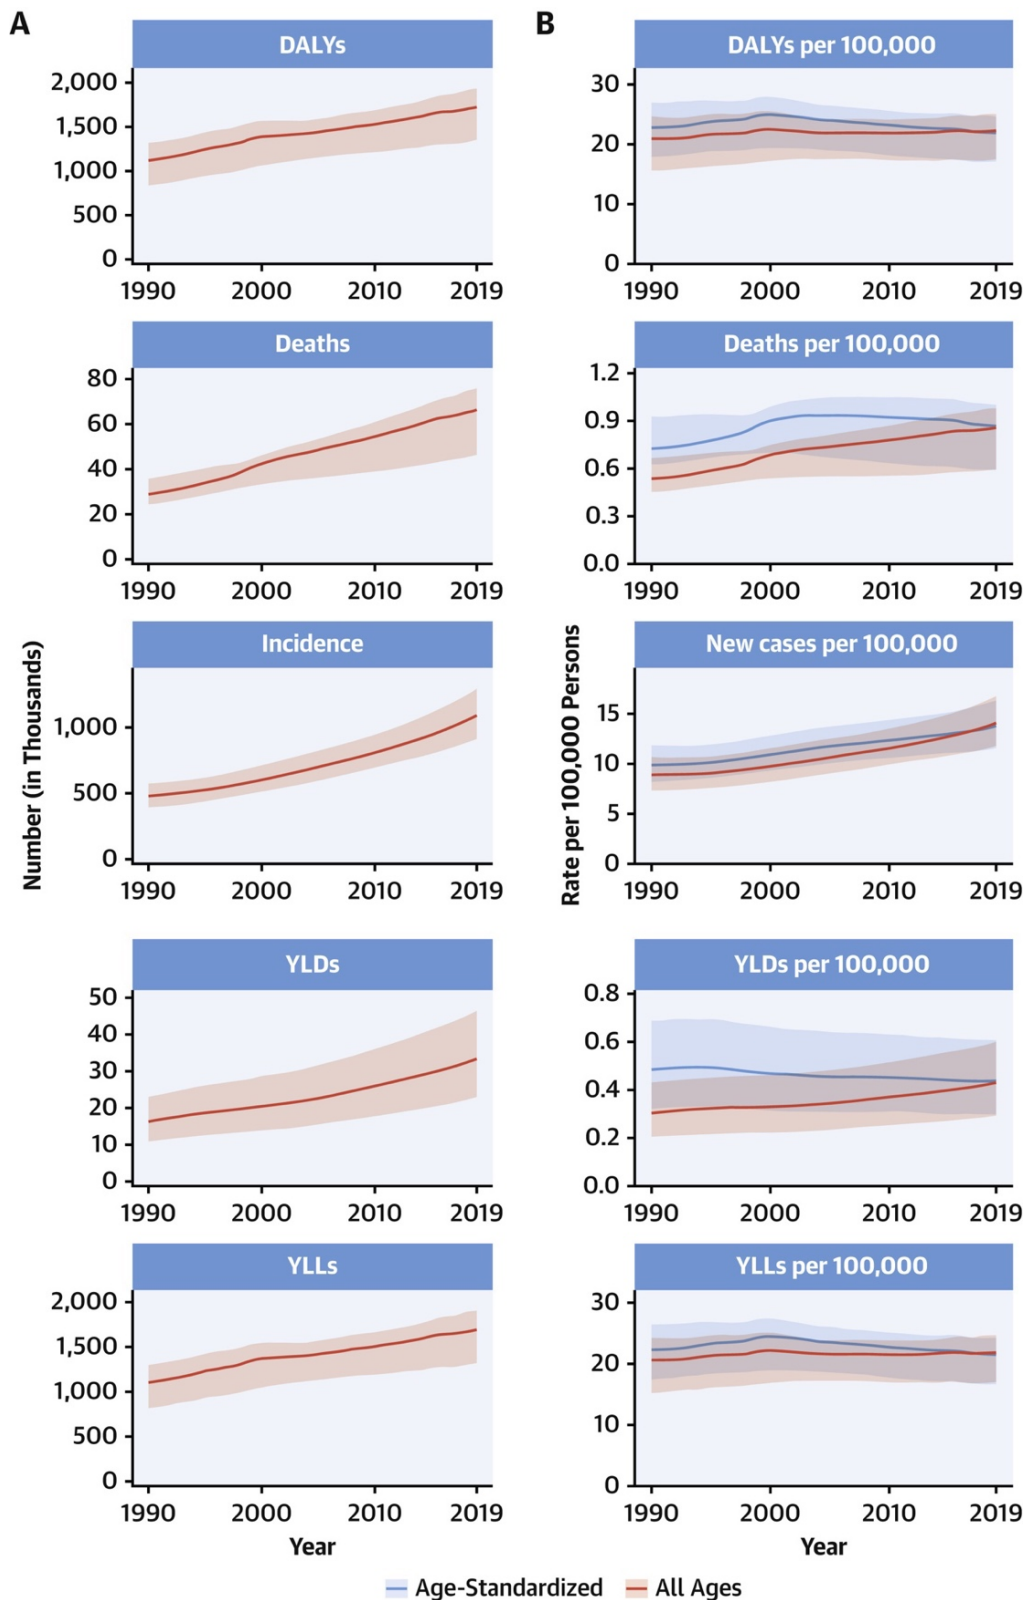 A
B
DALYs
2,000
1,500
1,000
500
0
1990 2000 2010 2019
DALYs per 100,000
30
20
10
0
1990 2000 2010 2019
Deaths
80
60
40
20
0
1990 2000 2010 2019
Deaths per 100,000
1.2
0.9
0.6
0.3
0.0
1990 2000 2010 2019
Number (in Thousands)
Incidence
1,000
500
0
1990 2000 2010 2019
Rate per 100,000 Persons
New cases per 100,000
15
10
5
0
1990 2000 2010 2019
YLDs
50
40
30
20
10
0
1990 2000 2010 2019
YLDs per 100,000
0.8
0.6
0.4
0.2
0.0
1990 2000 2010 2019
YLLs
2,000
1,500
1,000
500
0
1990 2000 2010 2019
Year
YLLs per 100,000
30
20
10
0
1990 2000 2010 2019
Year
Age-Standardized
All Ages